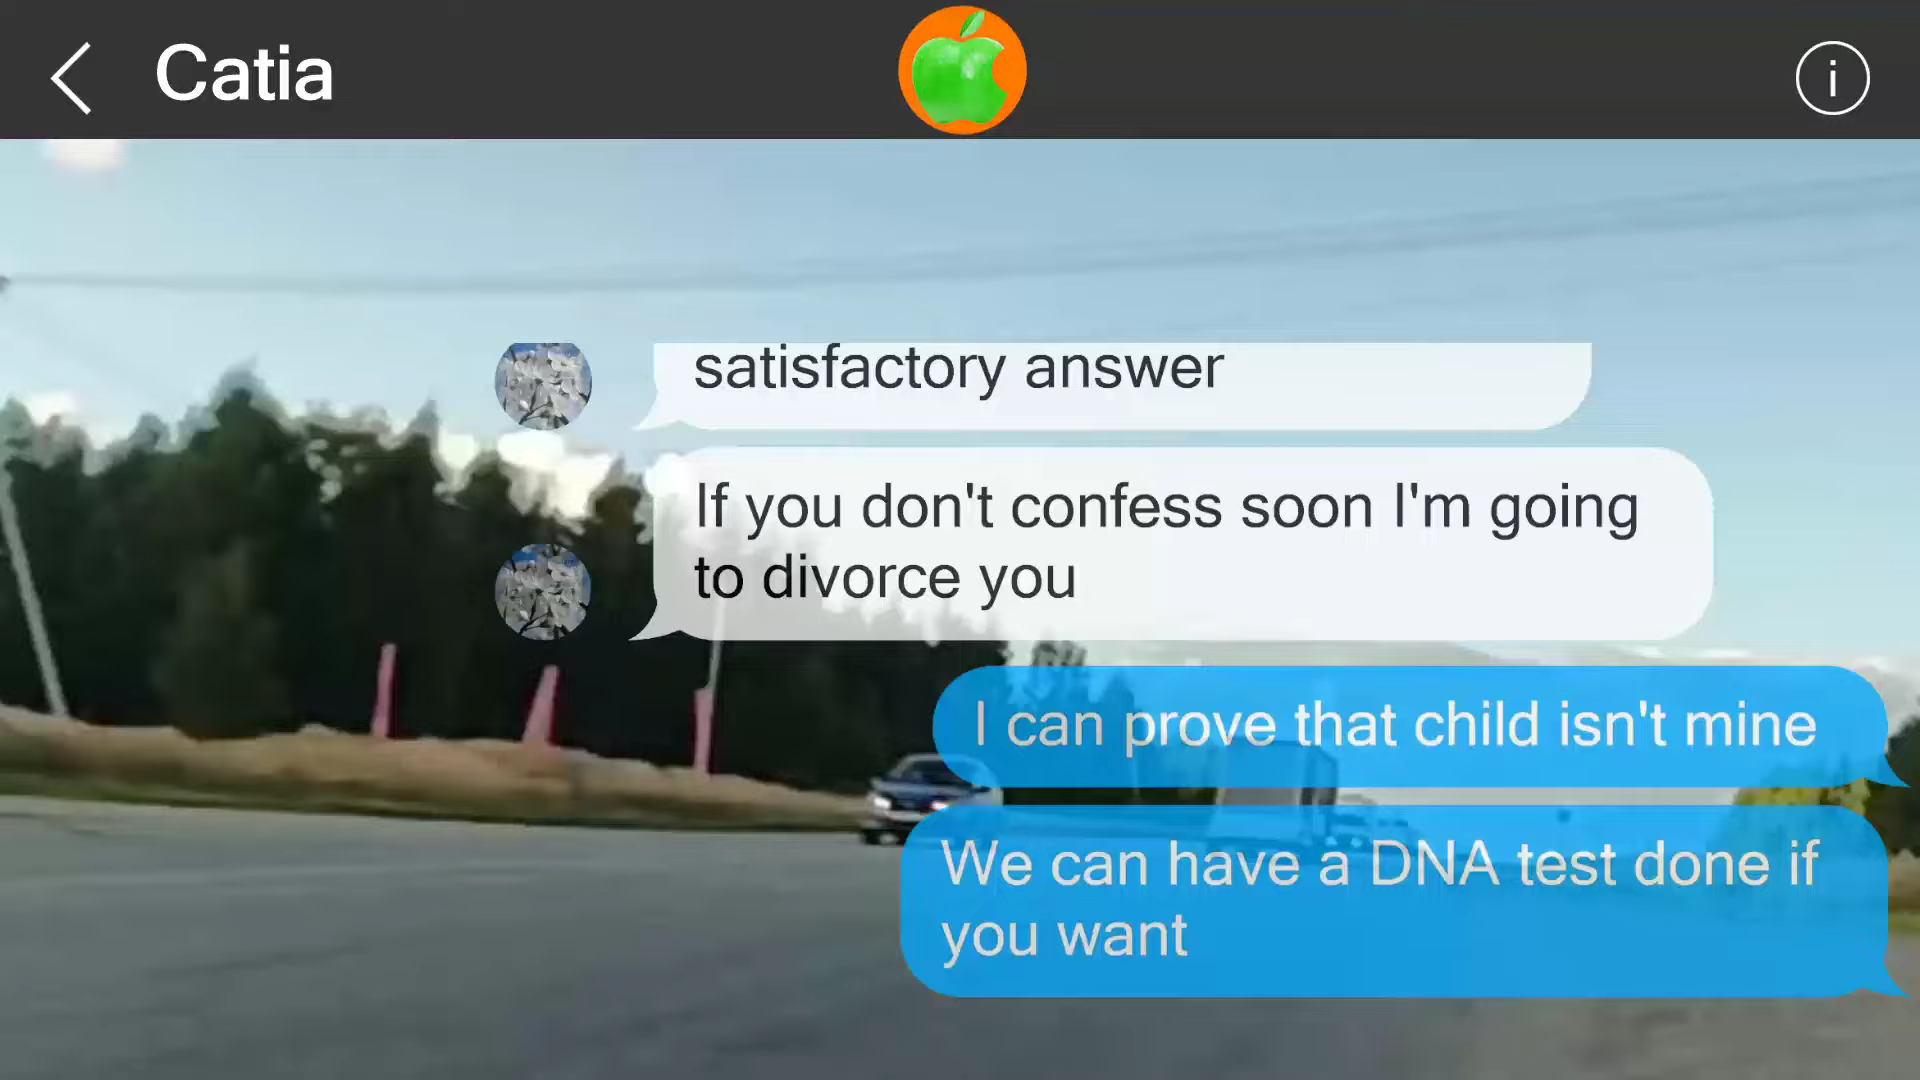 Catia
satisfactory answer
If you don't confess soon I'm going
to divorce you
I can prove that child isn't mine
We can have a DNA test done if
you want